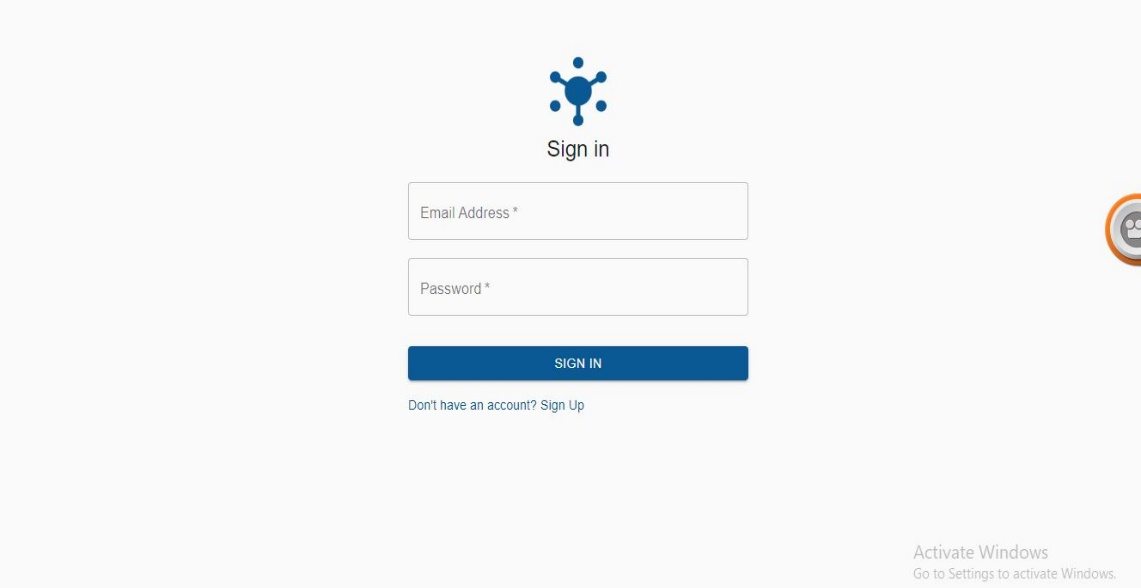 Sign in
Email Address *
Password *
SIGN IN
Don't have an account? Sign Up
Activate Windows
Go to Settings to activate Windows.